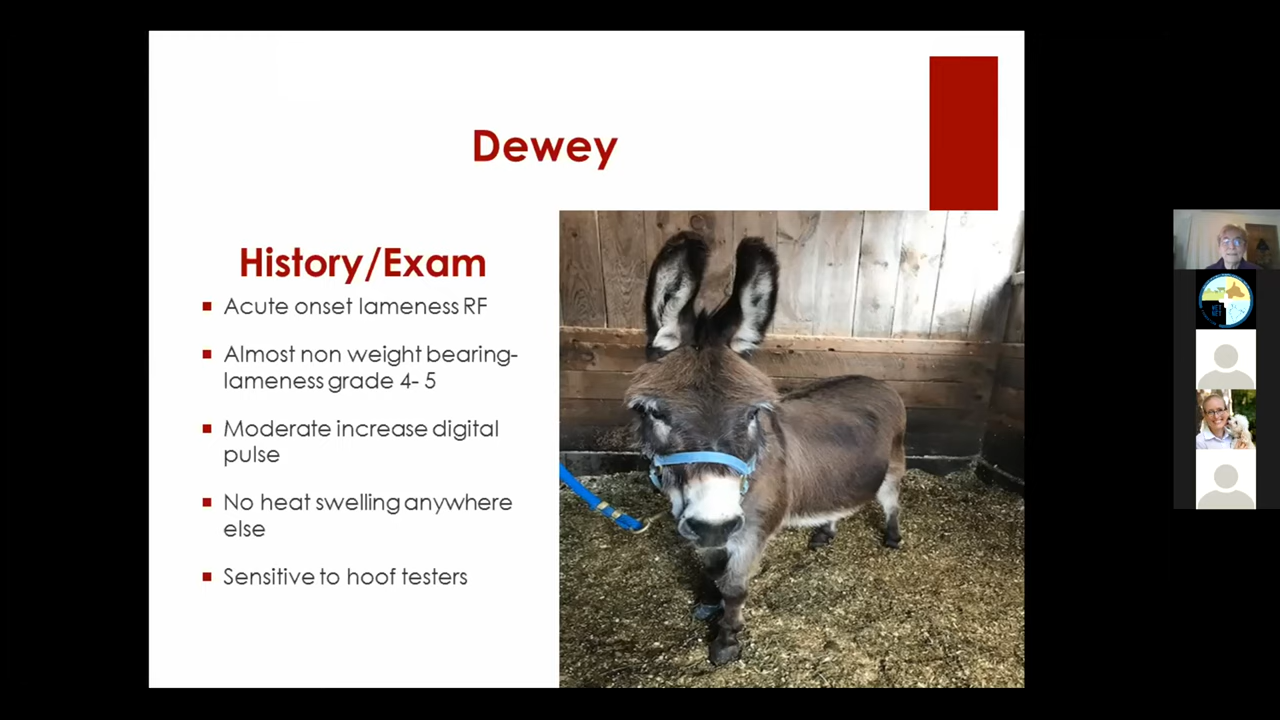 Dewey
History/Exam
Acute onset lameness RF
Almost non weight bearing-
lameness grade 4- 5
Moderate increase digital
pulse
No heat swelling anywhere
else
Sensitive to hoof testers